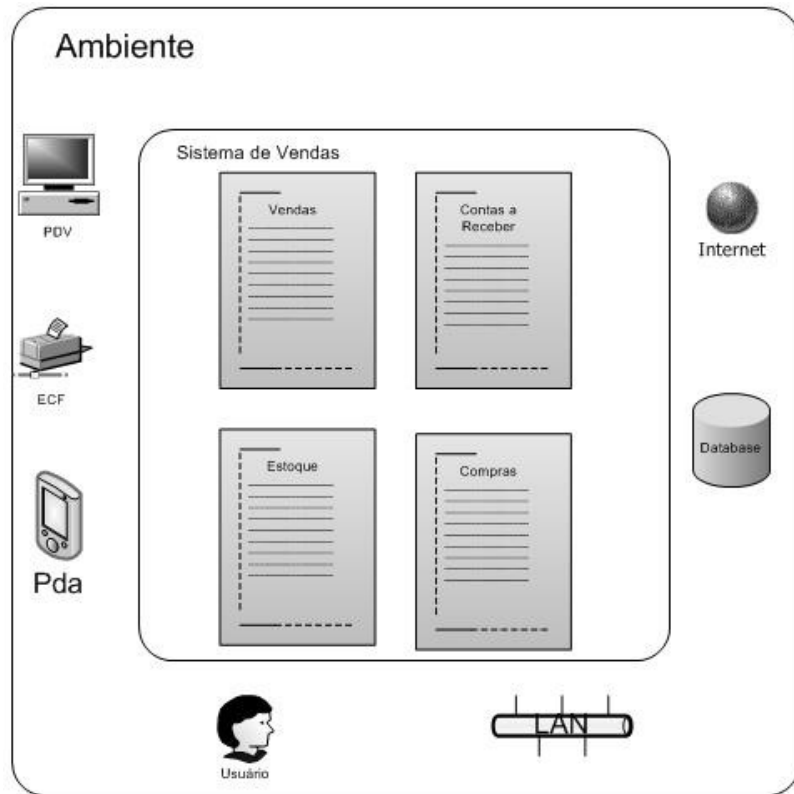 Ambiente
Sistema de Vendas
PDV
Vendas
Contas a
Receber
Internet
ECF
Database
Estoque
Compras
Pda
Usuário
LAN